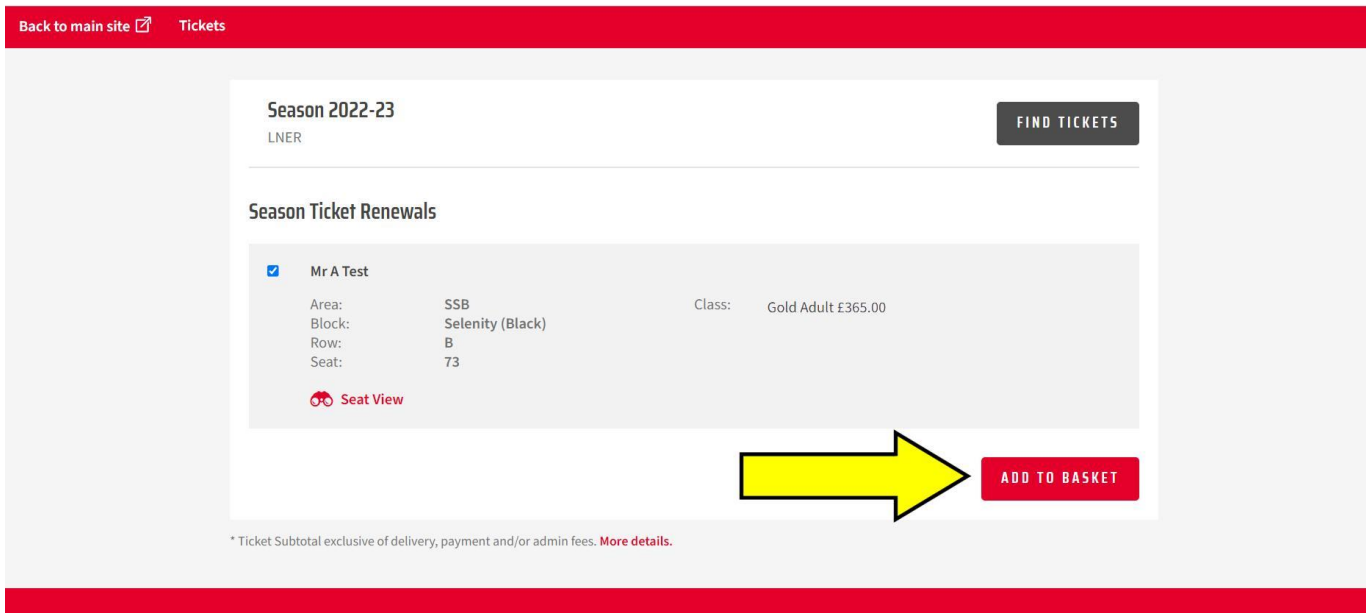 Back to main site Tickets
Season 2022-23
LNER
FIND TICKETS
Season Ticket Renewals
Mr A Test
Area: SSB Class: Gold Adult £365.00
Block: Selenity (Black)
Row: B
Seat: 73
Seat View
ADD TO BASKET
* Ticket Subtotal exclusive of delivery, payment and/or admin fees. More details.